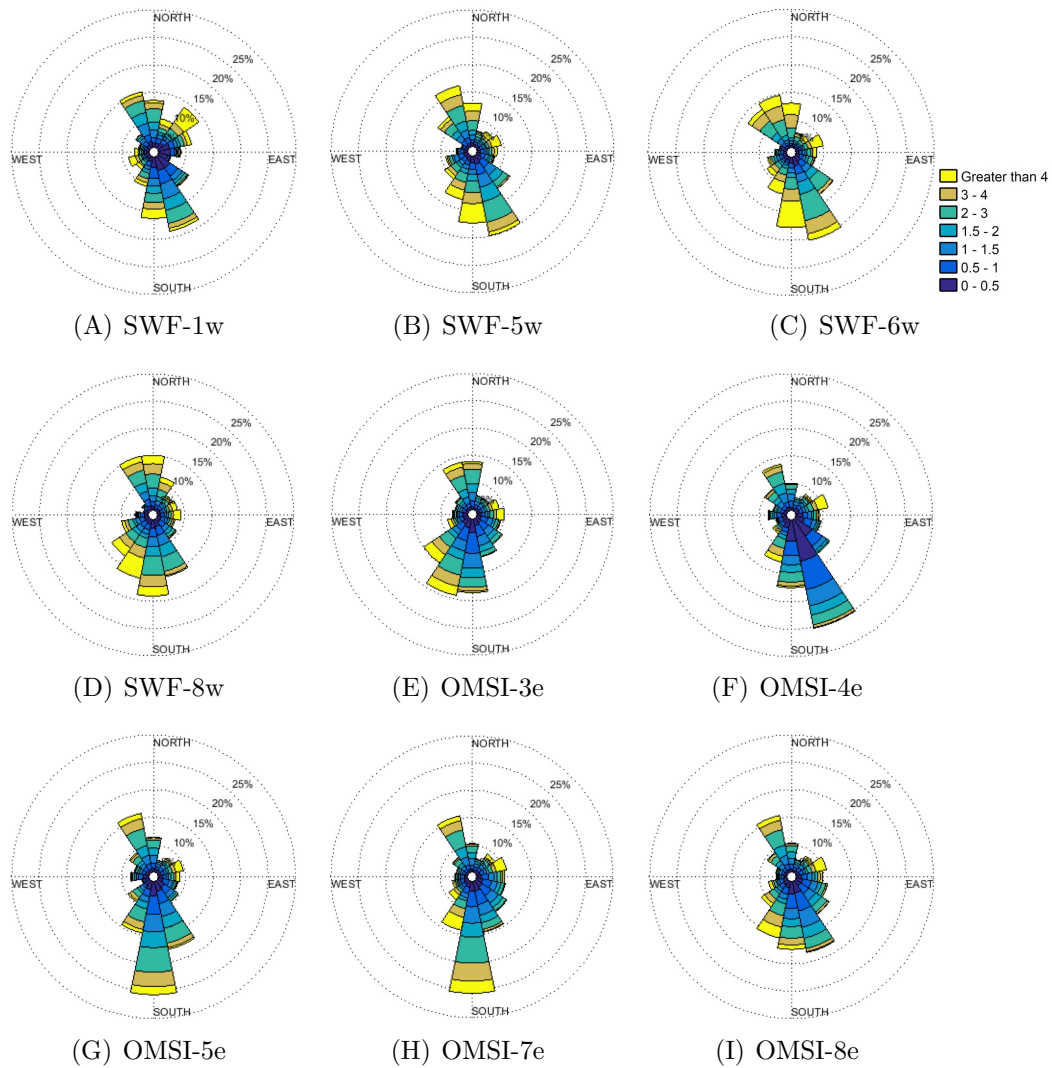 NORTH
25%
20%
15%
10%
WEST
EAST
SOUTH
(A) SWF-1w
NORTH
25%
20%
15%
10%
WEST
EAST
SOUTH
(B) SWF-5w
NORTH
25%
20%
15%
10%
WEST
EAST
SOUTH
(C) SWF-6w
Greater than 4
3 - 4
2 - 3
1.5 - 2
1 - 1.5
0.5 - 1
0 - 0.5
NORTH
25%
20%
15%
10%
WEST
EAST
SOUTH
(D) SWF-8w
NORTH
25%
20%
15%
10%
WEST
EAST
SOUTH
(E) OMSI-3e
NORTH
25%
20%
15%
10%
WEST
EAST
SOUTH
(F) OMSI-4e
NORTH
25%
20%
15%
10%
WEST
EAST
SOUTH
(G) OMSI-5e
NORTH
25%
20%
15%
10%
WEST
EAST
SOUTH
(H) OMSI-7e
NORTH
25%
20%
15%
10%
WEST
EAST
SOUTH
(I) OMSI-8e